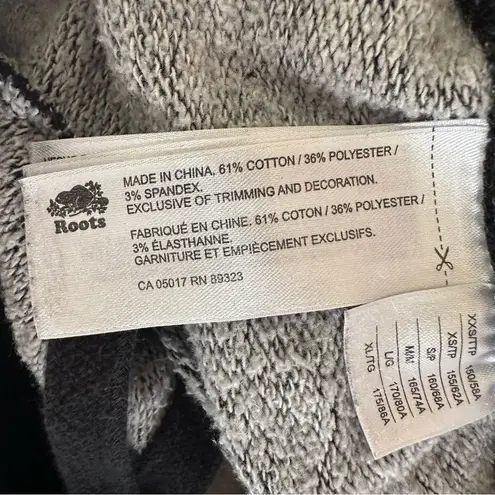 Roots
MADE IN CHINA. 61% COTTON / 36% POLYESTER /
3% SPANDEX.
EXCLUSIVE OF TRIMMING AND DECORATION.
FABRIQUÉ EN CHINE. 61% COTON / 36% POLYESTER /
3% ÉLASTHANNE.
GARNITURE ET EMPIÈCEMENT EXCLUSIFS.
CA 05017 RN 89323
XXS/TTP 150/58A
XS/TP 155/62A
S/P 160/68A
M/M 165/74A
L/G 170/80A
XL/TG 175/86A